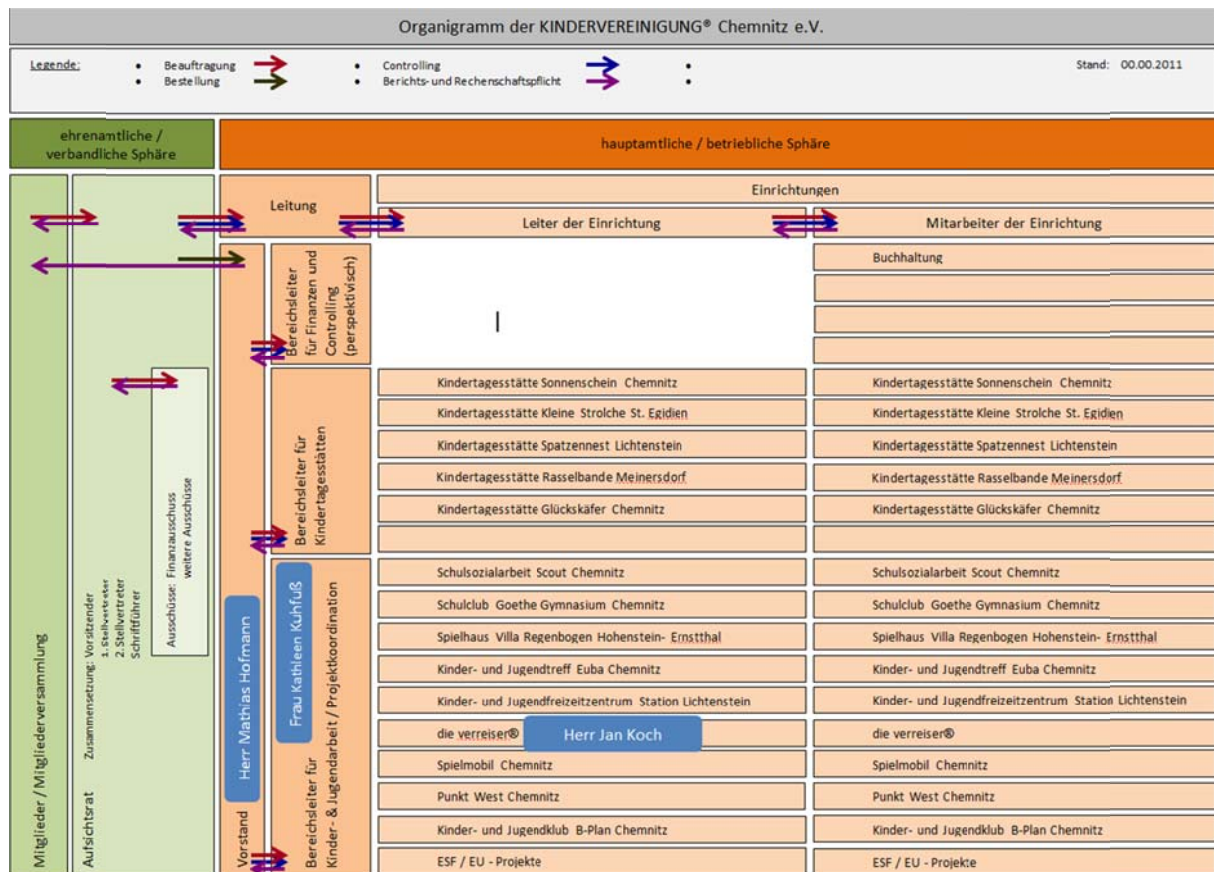 Organigramm der KINDERVEREINIGUNG® Chemnitz e.V.
Legende:
• Beauftragung
• Bestellung
• Controlling
• Berichts- und Rechenschaftspflicht
•
•
Stand: 00.00.2011
ehrenamtliche /
verbandliche Sphäre
hauptamtliche / betriebliche Sphäre
Mitglieder / Mitgliederversammlung
Aufsichtsrat
Zusammensetzung: Vorsitzender
1. Stellvertreter
2. Stellvertreter
Schriftführer
Ausschüsse: Finanzausschuss
weitere Ausschüsse
Leitung
Einrichtungen
Leiter der Einrichtung
Mitarbeiter der Einrichtung
Vorstand
Herr Mathias Hofmann
Bereichsleiter
für Finanzen und
Controlling
(perspektivisch)
Buchhaltung
Bereichsleiter für
Kindertagesstätten
Kindertagesstätte Sonnenschein Chemnitz
Kindertagesstätte Sonnenschein Chemnitz
Kindertagesstätte Kleine Strolche St. Egidien
Kindertagesstätte Kleine Strolche St. Egidien
Kindertagesstätte Spatzennest Lichtenstein
Kindertagesstätte Spatzennest Lichtenstein
Kindertagesstätte Rasselbande Meinersdorf
Kindertagesstätte Rasselbande Meinersdorf
Kindertagesstätte Glückskäfer Chemnitz
Kindertagesstätte Glückskäfer Chemnitz
Bereichsleiter für
Kinder- & Jugendarbeit / Projektkoordination
Frau Kathleen Kuhfuß
Schulsozialarbeit Scout Chemnitz
Schulsozialarbeit Scout Chemnitz
Schulclub Goethe Gymnasium Chemnitz
Schulclub Goethe Gymnasium Chemnitz
Spielhaus Villa Regenbogen Hohenstein- Ernstthal
Spielhaus Villa Regenbogen Hohenstein- Ernstthal
Kinder- und Jugendtreff Euba Chemnitz
Kinder- und Jugendtreff Euba Chemnitz
Kinder- und Jugendfreizeitzentrum Station Lichtenstein
Kinder- und Jugendfreizeitzentrum Station Lichtenstein
die verreiser®
Herr Jan Koch
die verreiser®
Spielmobil Chemnitz
Spielmobil Chemnitz
Punkt West Chemnitz
Punkt West Chemnitz
Kinder- und Jugendklub B-Plan Chemnitz
Kinder- und Jugendklub B-Plan Chemnitz
ESF / EU - Projekte
ESF / EU - Projekte